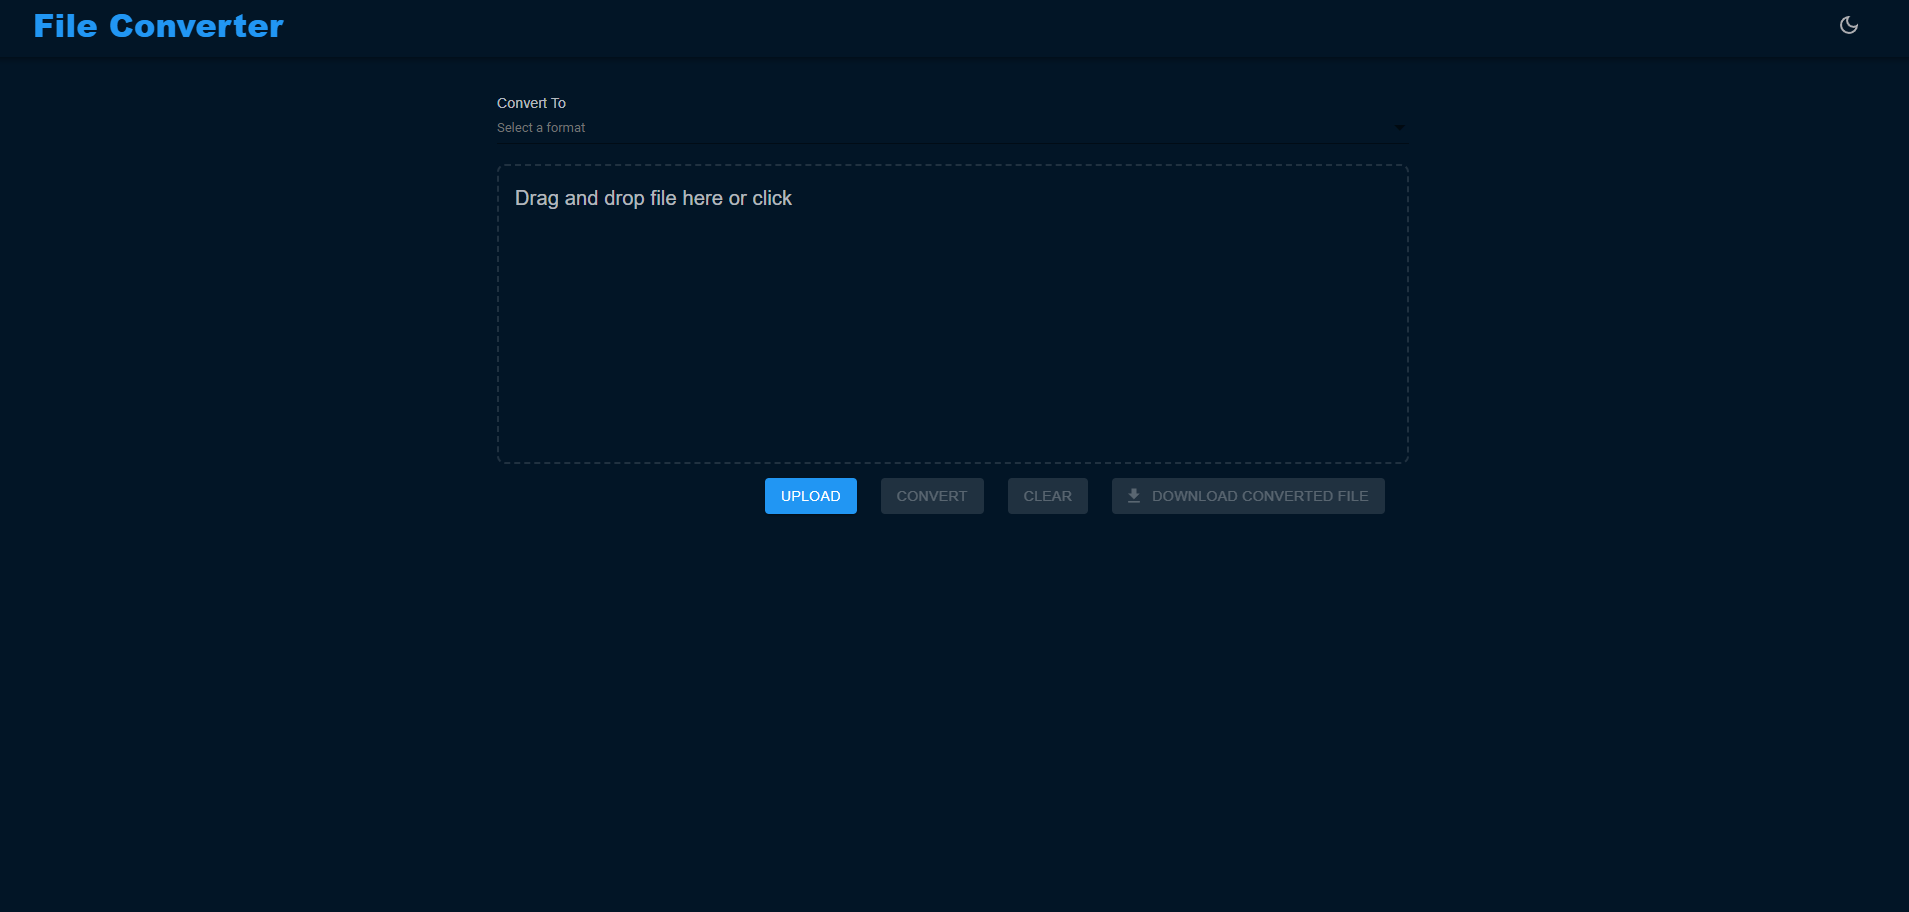 File Converter
Convert To
Select a format
Drag and drop file here or click
UPLOAD
CONVERT
CLEAR
DOWNLOAD CONVERTED FILE